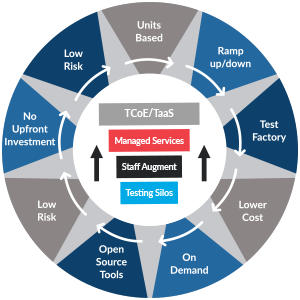 Units
Based
Ramp
up/down
Test
Factory
Lower
Cost
On
Demand
Open
Source
Tools
Low
Risk
No
Upfront
Investment
Low
Risk
TCoE/TaaS
Managed Services
Staff Augment
Testing Silos